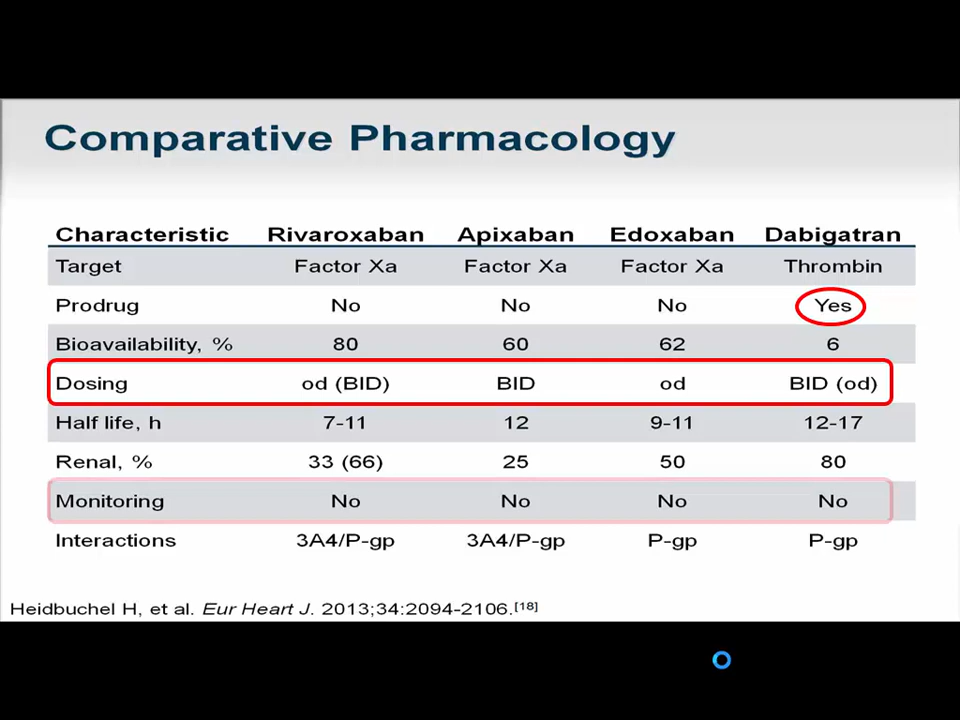 Comparative Pharmacology
Characteristic Rivaroxaban Apixaban Edoxaban Dabigatran
Target Factor Xa Factor Xa Factor Xa Thrombin
Prodrug No No No Yes
Bioavailability, % 80 60 62 6
Dosing od (BID) BID od BID (od)
Half life, h 7-11 12 9-11 12-17
Renal, % 33 (66) 25 50 80
Monitoring No No No No
Interactions 3A4/P-gp 3A4/P-gp P-gp P-gp
Heidbuchel H, et al. Eur Heart J. 2013;34:2094-2106.[18]